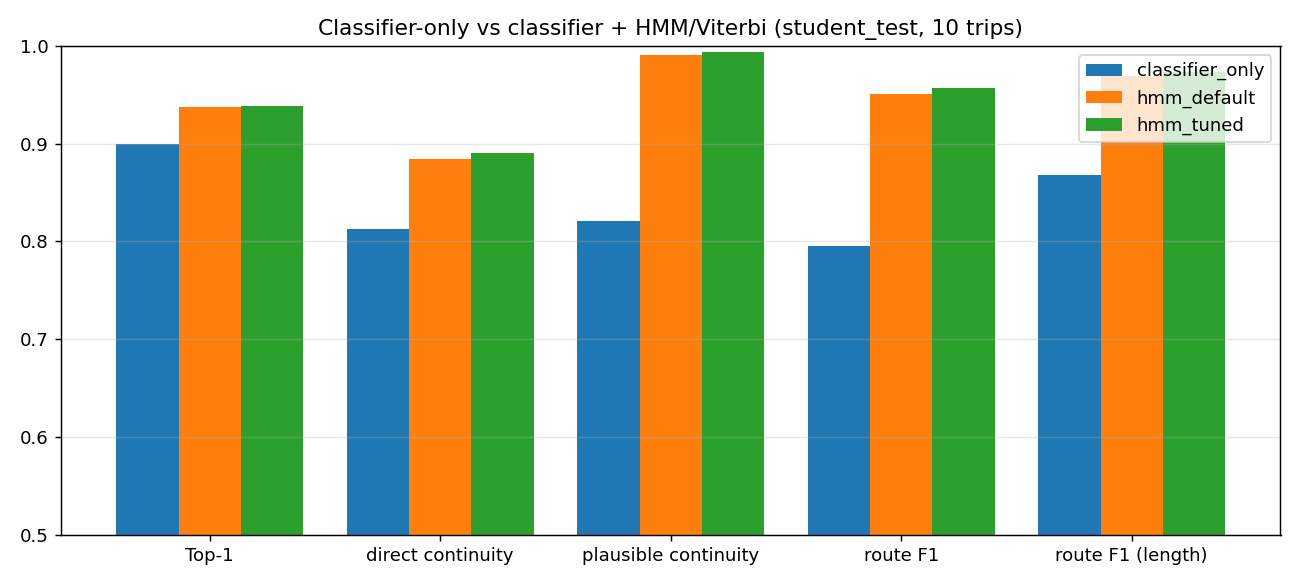 Classifier-only vs classifier + HMM/Viterbi (student_test, 10 trips)
1.0
0.9
0.8
0.7
0.6
0.5
classifier_only
hmm_default
hmm_tuned
Top-1
direct continuity
plausible continuity
route F1
route F1 (length)